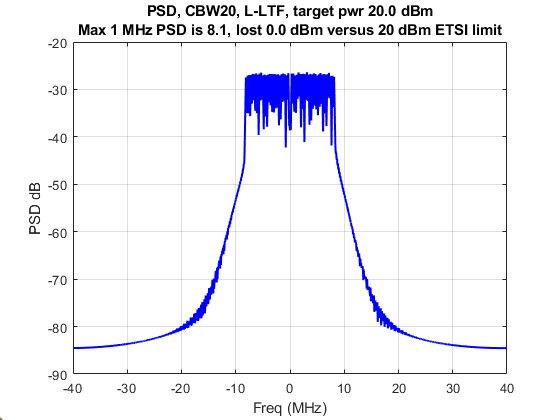 PSD, CBW20, L-LTF, target pwr 20.0 dBm
Max 1 MHz PSD is 8.1, lost 0.0 dBm versus 20 dBm ETSI limit
-20
-30
-40
-50
-60
-70
-80
-90
PSD dB
-40 -30 -20 -10 0 10 20 30 40
Freq (MHz)